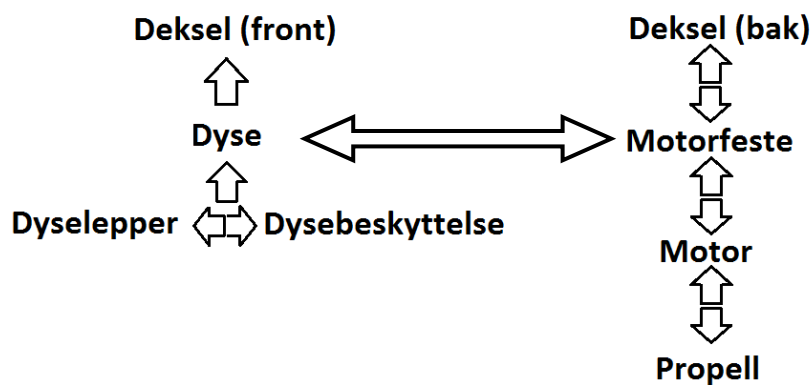 Deksel (front)
Deksel (bak)
Dyse
Motorfeste
Dyselepper
Dysebeskyttelse
Motor
Propell